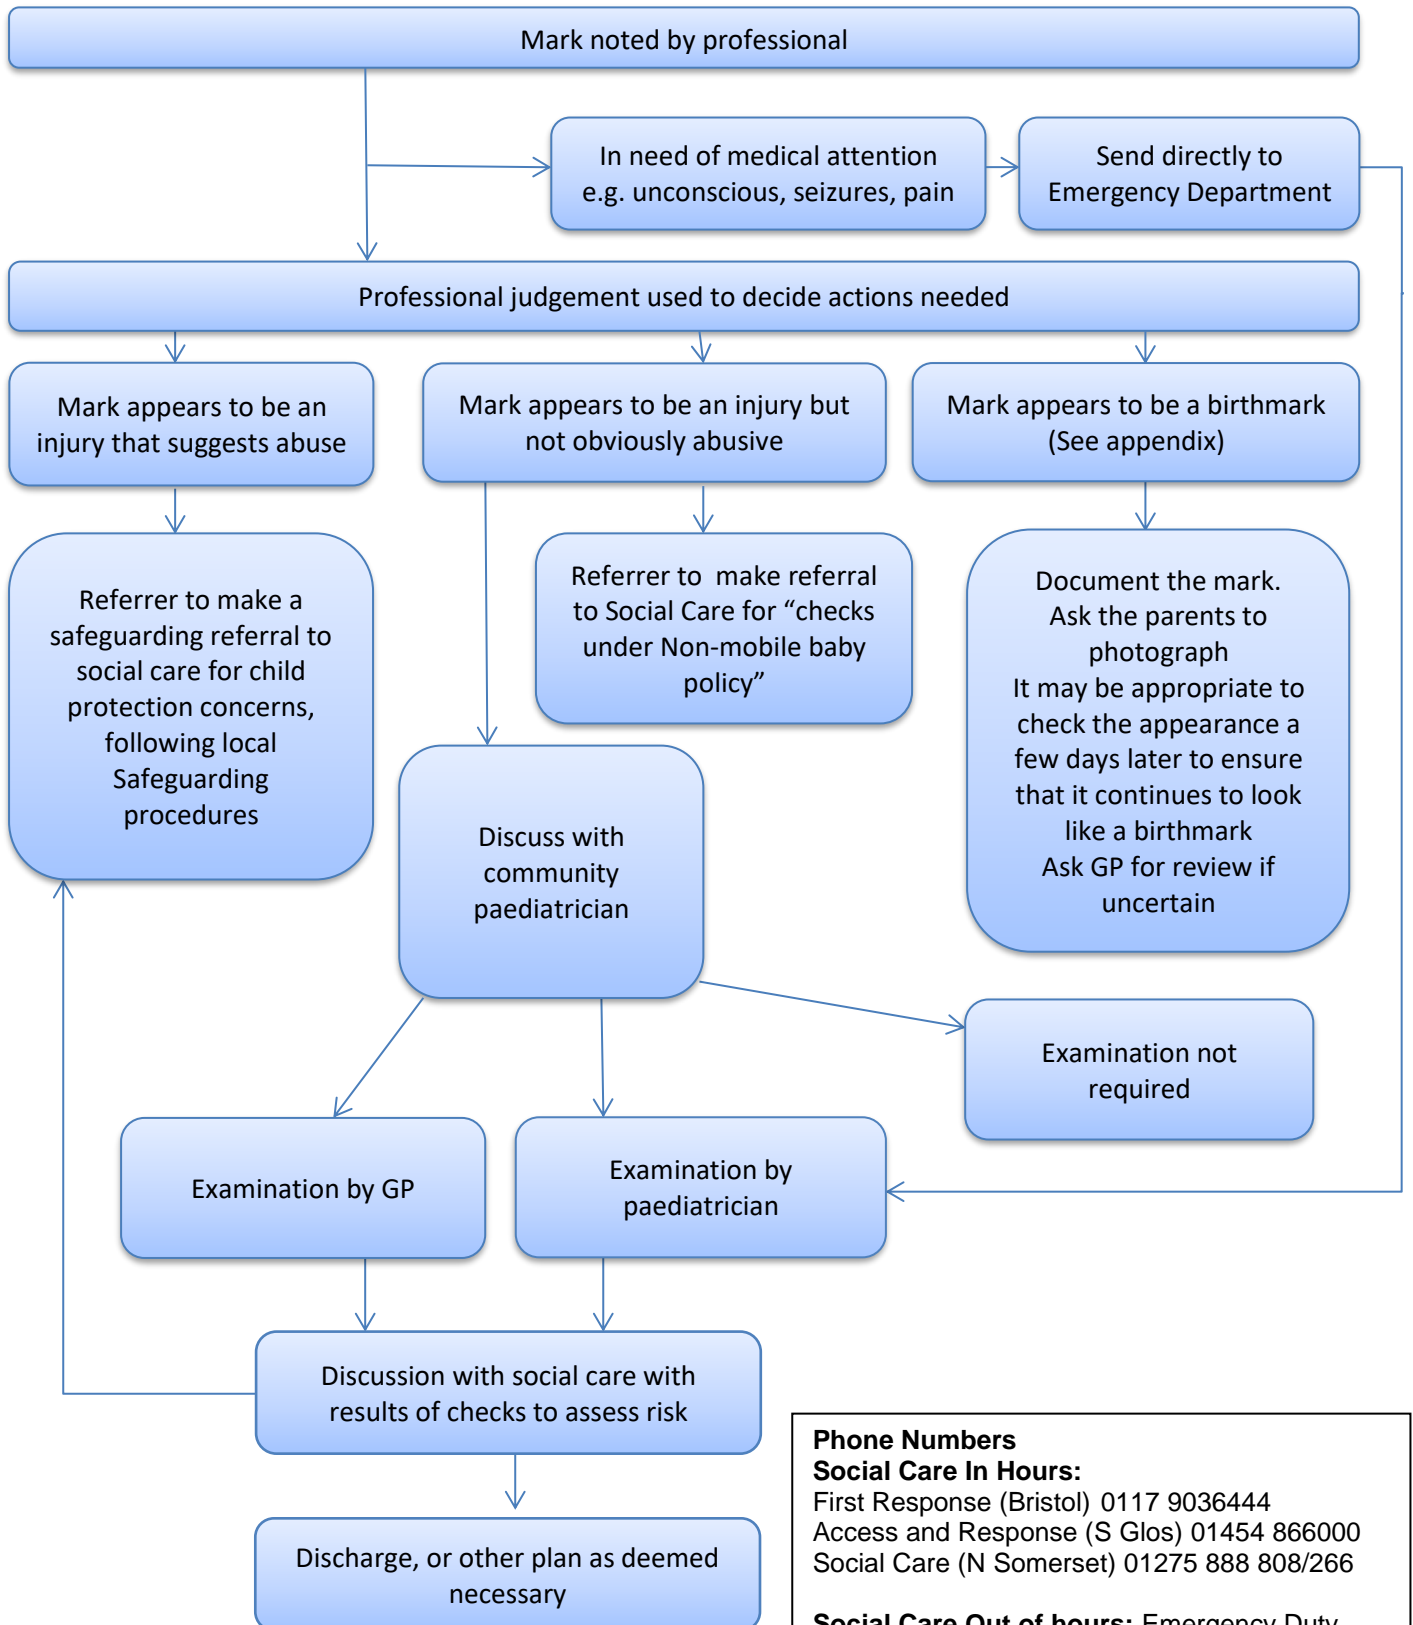 Mark noted by professional
In need of medical attention
e.g. unconscious, seizures, pain
Send directly to
Emergency Department
Professional judgement used to decide actions needed
Mark appears to be an
injury that suggests abuse
Mark appears to be an injury but
not obviously abusive
Mark appears to be a birthmark
(See appendix)
Referrer to make a
safeguarding referral to
social care for child
protection concerns,
following local
Safeguarding
procedures
Referrer to  make referral
to Social Care for “checks
under Non-mobile baby
policy”
Document the mark.
Ask the parents to
photograph
It may be appropriate to
check the appearance a
few days later to ensure
that it continues to look
like a birthmark
Ask GP for review if
uncertain
Discuss with
community
paediatrician
Examination not
required
Examination by GP
Examination by
paediatrician
Discussion with social care with
results of checks to assess risk
Discharge, or other plan as deemed
necessary
Phone Numbers
Social Care In Hours:
First Response (Bristol) 0117 9036444
Access and Response (S Glos) 01454 866000
Social Care (N Somerset) 01275 888 808/266
Social Care Out of hours: Emergency Duty